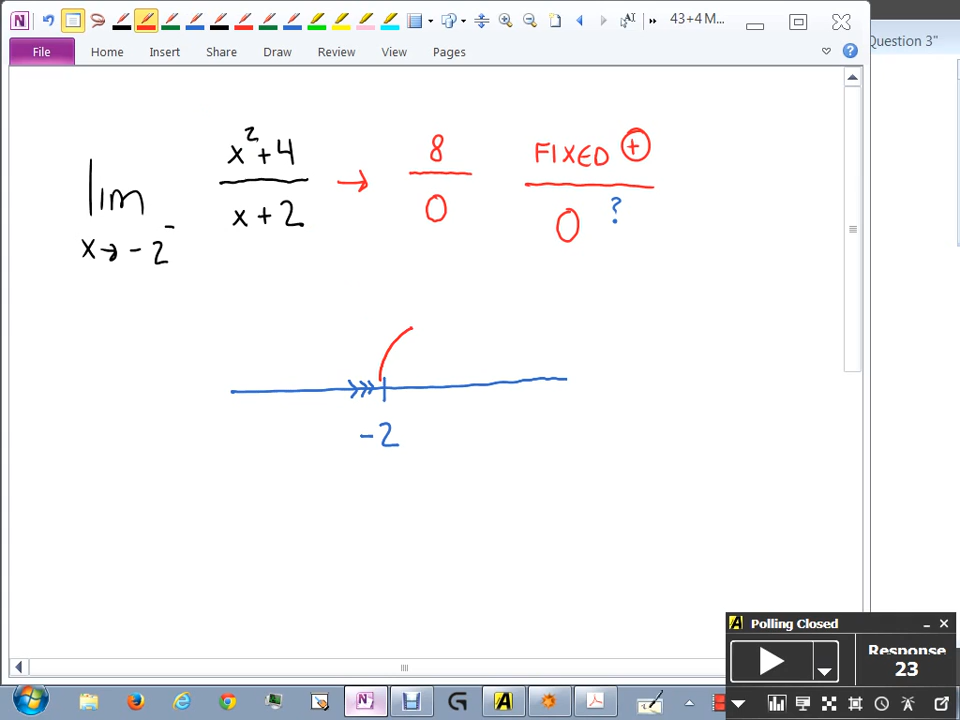 43+4 M...
Question 3"
File Home Insert Share Draw Review View Pages
lim x→-2⁻ (x²+4)/(x+2) → 8/0 FIXED +/0 ?
-2
Polling Closed
Response
23